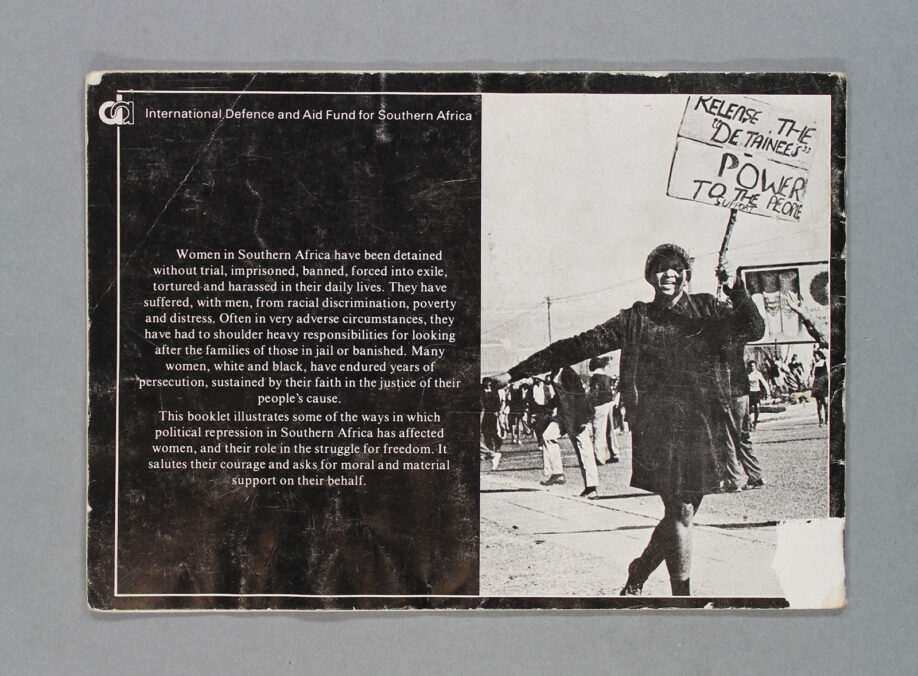 International Defence and Aid Fund for Southern Africa
Women in Southern Africa have been detained
without trial, imprisoned, banned, forced into exile,
tortured and harassed in their daily lives. They have
suffered, with men, from racial discrimination, poverty
and distress. Often in very adverse circumstances, they
have had to shoulder heavy responsibilities for looking
after the families of those in jail or banished. Many
women, white and black, have endured years of
persecution, sustained by their faith in the justice of their
people's cause.
This booklet illustrates some of the ways in which
political repression in Southern Africa has affected
women, and their role in the struggle for freedom. It
salutes their courage and asks for moral and material
support on their behalf.
RELEASE THE
"DETAINEES"
POWER
TO THE PEOPLE
SUPPORT